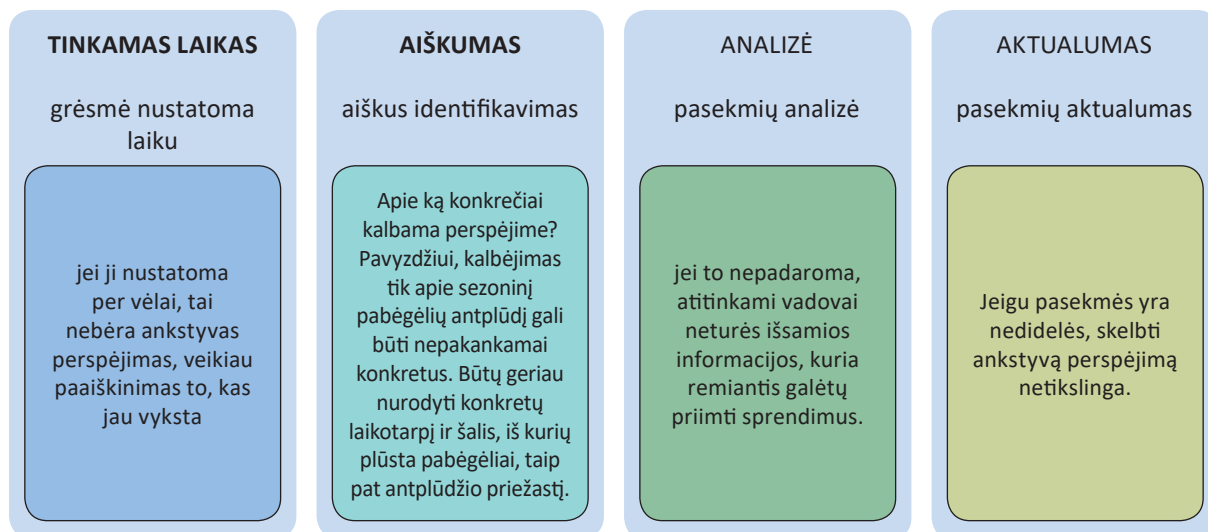 TINKAMAS LAIKAS
grėsmė nustatoma
laiku
jei ji nustatoma
per vėlai, tai
nebėra ankstyvas
perspėjimas, veikiau
paaiškinimas to, kas
jau vyksta
AIŠKUMAS
aiškus identifikavimas
Apie ką konkrečiai
kalbama perspėjime?
Pavyzdžiui, kalbėjimas
tik apie sezoninį
pabėgėlių antplūdį gali
būti nepakankamai
konkretus. Būtų geriau
nurodyti konkretų
laikotarpį ir šalis, iš kurių
plūsta pabėgėliai, taip
pat antplūdžio priežastį.
ANALIZĖ
pasekmių analizė
jei to nepadaroma,
atitinkami vadovai
neturės išsamios
informacijos, kuria
remiantis galėtų
priimti sprendimus.
AKTUALUMAS
pasekmių aktualumas
Jeigu pasekmės yra
nedidelės, skelbti
ankstyvą perspėjimą
netikslinga.